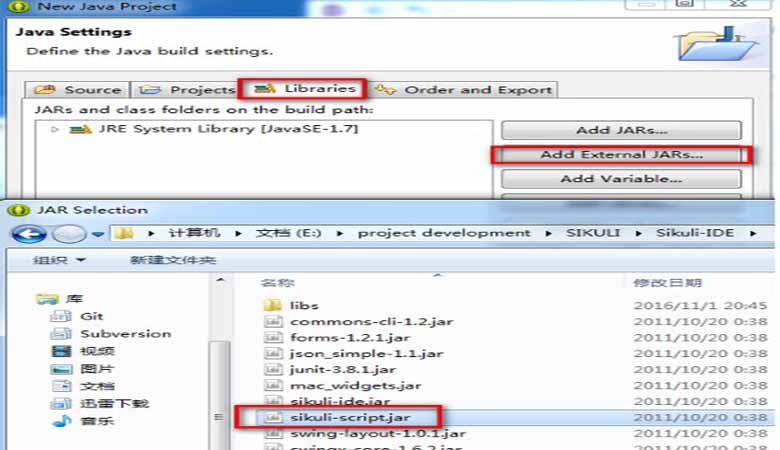 New Java Project
Java Settings
Define the Java build settings.
Source Projects Libraries Order and Export
JARs and class folders on the build path:
JRE System Library [JavaSE-1.7]
Add JARs...
Add External JARs...
Add Variable...
JAR Selection
计算机 文档 (E:) project development SIKULI Sikuli-IDE
组织 新建文件夹
名称 修改日期
库
Git
Subversion
视频
图片
文档
迅雷下载
音乐
libs 2016/11/1 20:45
commons-cli-1.2.jar 2011/10/20 0:38
forms-1.2.1.jar 2011/10/20 0:38
json_simple-1.1.jar 2011/10/20 0:38
junit-3.8.1.jar 2011/10/20 0:38
mac_widgets.jar 2011/10/20 0:38
sikuli-ide.jar 2011/10/20 0:38
sikuli-script.jar 2011/10/20 0:38
swing-layout-1.0.1.jar 2011/10/20 0:38
swingx-core-1.6.2.jar 2011/10/20 0:38